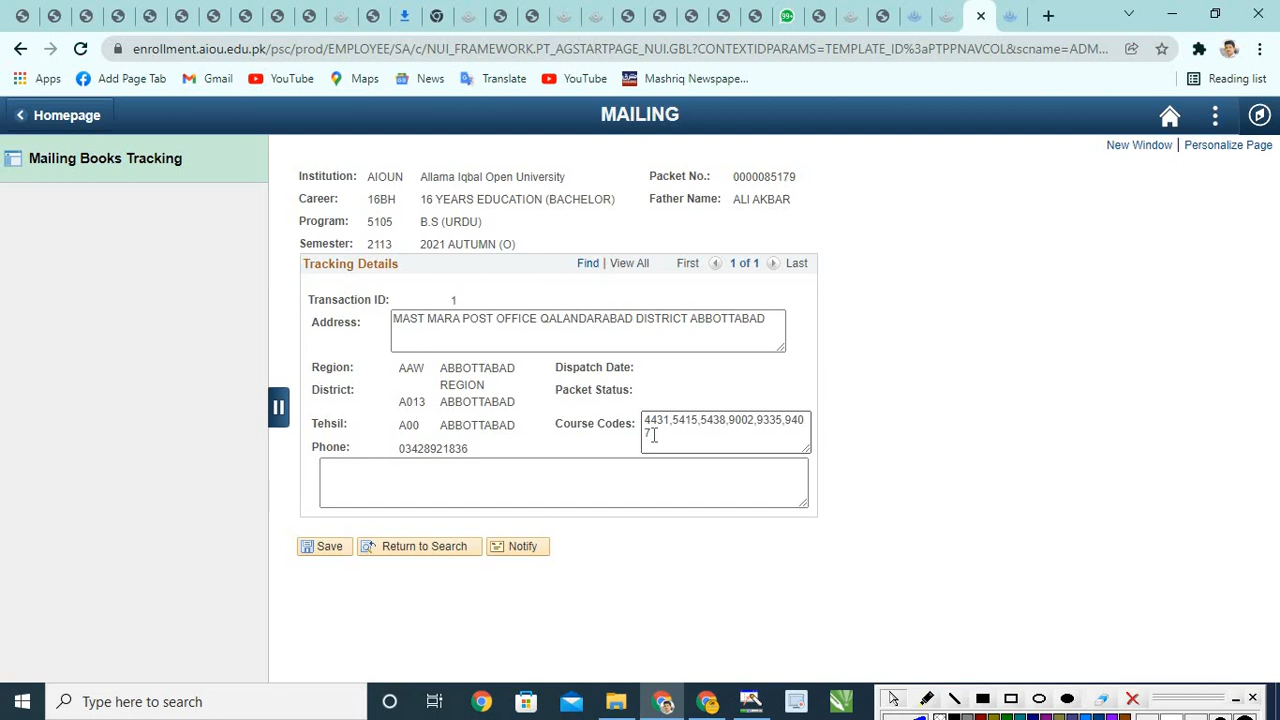 99+
enrollment.aiou.edu.pk/psc/prod/EMPLOYEE/SA/c/NUI_FRAMEWORK.PT_AGSTARTPAGE_NUI.GBL?CONTEXTIDPARAMS=TEMPLATE_ID%3aPTPPNAVCOL&scname=ADM...
Apps Add Page Tab Gmail YouTube Maps News Translate YouTube Mashriq Newspape... Reading list
Homepage MAILING
New Window | Personalize Page
Mailing Books Tracking
Institution: AIOUN Allama Iqbal Open University Packet No.: 0000085179
Career: 16BH 16 YEARS EDUCATION (BACHELOR) Father Name: ALI AKBAR
Program: 5105 B.S (URDU)
Semester: 2113 2021 AUTUMN (O)
Tracking Details Find | View All First 1 of 1 Last
Transaction ID: 1
Address: MAST MARA POST OFFICE QALANDARABAD DISTRICT ABBOTTABAD
Region: AAW ABBOTTABAD REGION Dispatch Date:
District: A013 ABBOTTABAD Packet Status:
Tehsil: A00 ABBOTTABAD Course Codes: 4431,5415,5438,9002,9335,940
7
Phone: 03428921836
Save Return to Search Notify
Type here to search